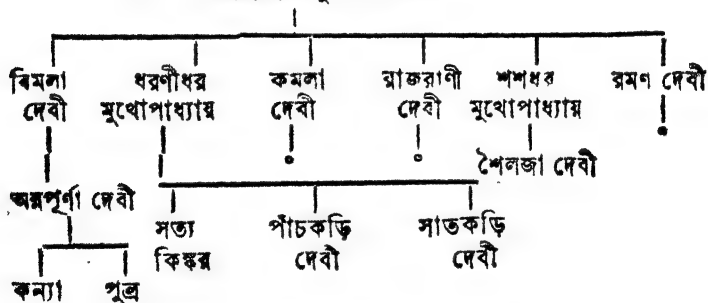 বিমলা ধরণীধর কমলা রাজরাণী শশধর রমণ দেবী
দেবী মুখোপাধ্যায় দেবী দেবী মুখোপাধ্যায়
শৈলজা দেবী
অন্নপূর্ণা দেবী
সত্য পাঁচকড়ি সাতকড়ি
কিঙ্কর দেবী দেবী
কন্যা পুত্র